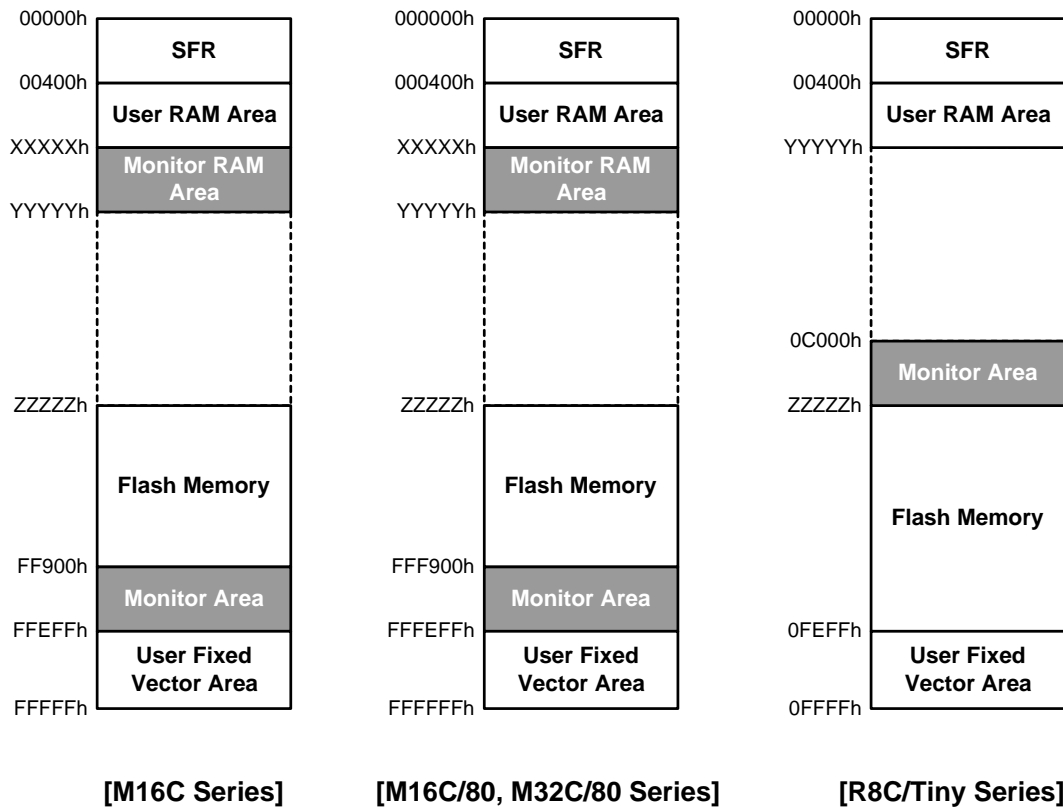 00000h
SFR
00400h
User RAM Area
XXXXXh
Monitor RAM
Area
YYYYYh
ZZZZZh
Flash Memory
FF900h
Monitor Area
FFEFFh
User Fixed
Vector Area
FFFFFh
[M16C Series]
000000h
SFR
000400h
User RAM Area
XXXXXh
Monitor RAM
Area
YYYYYh
ZZZZZh
Flash Memory
FFF900h
Monitor Area
FFFEFFh
User Fixed
Vector Area
FFFFFFh
[M16C/80, M32C/80 Series]
00000h
SFR
00400h
User RAM Area
YYYYYh
0C000h
Monitor Area
ZZZZZh
Flash Memory
0FEFFh
User Fixed
Vector Area
0FFFFh
[R8C/Tiny Series]